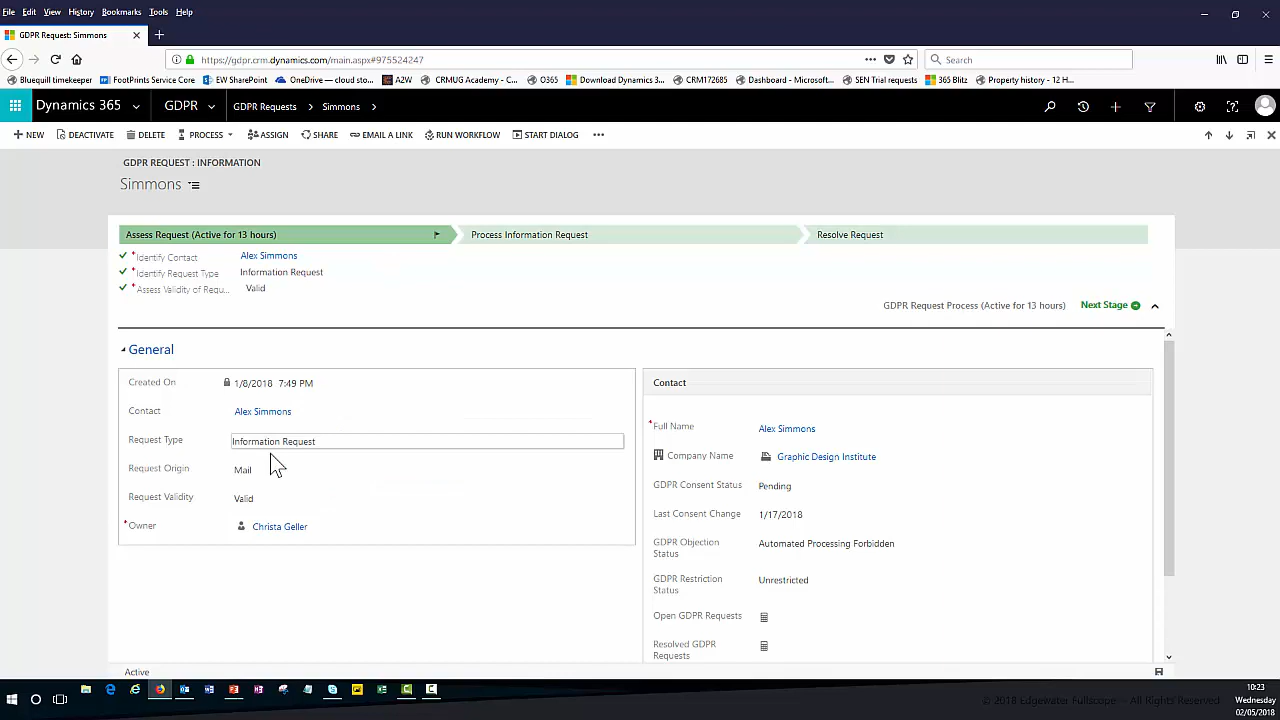 File Edit View History Bookmarks Tools Help
GDPR Request: Simmons
https://gdpr.crm.dynamics.com/main.aspx#975524247
Search
Bluequill timekeeper FootPrints Service Core EW SharePoint OneDrive — cloud sto... A2W CRMUG Academy - C... O365 Download Dynamics 3... CRM172685 Dashboard - Microsoft... SEN Trial requests 365 Blitz Property history - 12 H...
Dynamics 365 GDPR GDPR Requests > Simmons >
NEW DEACTIVATE DELETE PROCESS ASSIGN SHARE EMAIL A LINK RUN WORKFLOW START DIALOG
GDPR REQUEST : INFORMATION
Simmons
Assess Request (Active for 13 hours) Process Information Request Resolve Request
*Identify Contact Alex Simmons
*Identify Request Type Information Request
*Assess Validity of Requ... Valid
GDPR Request Process (Active for 13 hours) Next Stage
General
Created On 1/8/2018 7:49 PM
Contact Alex Simmons
Request Type Information Request
Request Origin Mail
Request Validity Valid
*Owner Christa Geller
Contact
*Full Name Alex Simmons
Company Name Graphic Design Institute
GDPR Consent Status Pending
Last Consent Change 1/17/2018
GDPR Objection Status Automated Processing Forbidden
GDPR Restriction Status Unrestricted
Open GDPR Requests
Resolved GDPR Requests
Active
© 2018 Edgewater Fullscope – All Rights Reserved
10:23
Wednesday
02/05/2018